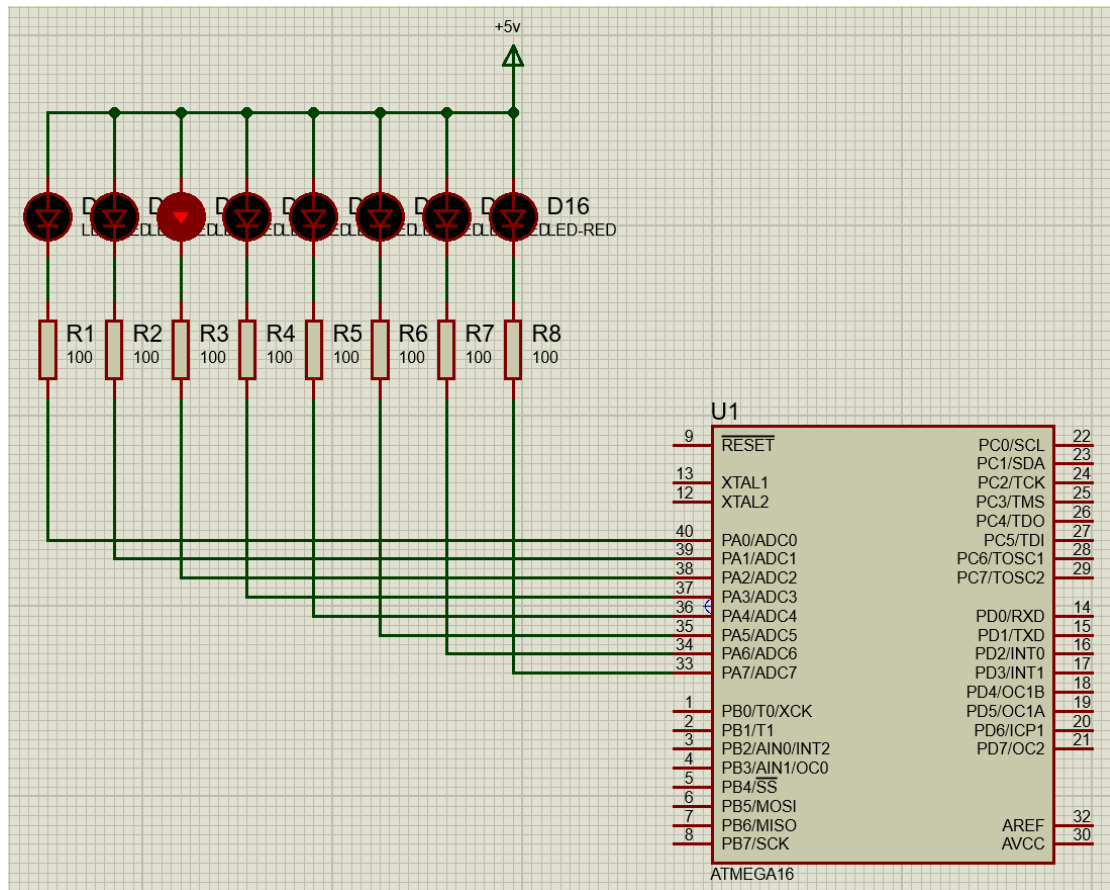 +5v
D16
LED-RED
R1 R2 R3 R4 R5 R6 R7 R8
100 100 100 100 100 100 100 100
U1
9 RESET
13 XTAL1
12 XTAL2
40 PA0/ADC0
39 PA1/ADC1
38 PA2/ADC2
37 PA3/ADC3
36 PA4/ADC4
35 PA5/ADC5
34 PA6/ADC6
33 PA7/ADC7
1 PB0/T0/XCK
2 PB1/T1
3 PB2/AIN0/INT2
4 PB3/AIN1/OC0
5 PB4/SS
6 PB5/MOSI
7 PB6/MISO
8 PB7/SCK
PC0/SCL 22
PC1/SDA 23
PC2/TCK 24
PC3/TMS 25
PC4/TDO 26
PC5/TDI 27
PC6/TOSC1 28
PC7/TOSC2 29
PD0/RXD 14
PD1/TXD 15
PD2/INT0 16
PD3/INT1 17
PD4/OC1B 18
PD5/OC1A 19
PD6/ICP1 20
PD7/OC2 21
AREF 32
AVCC 30
ATMEGA16